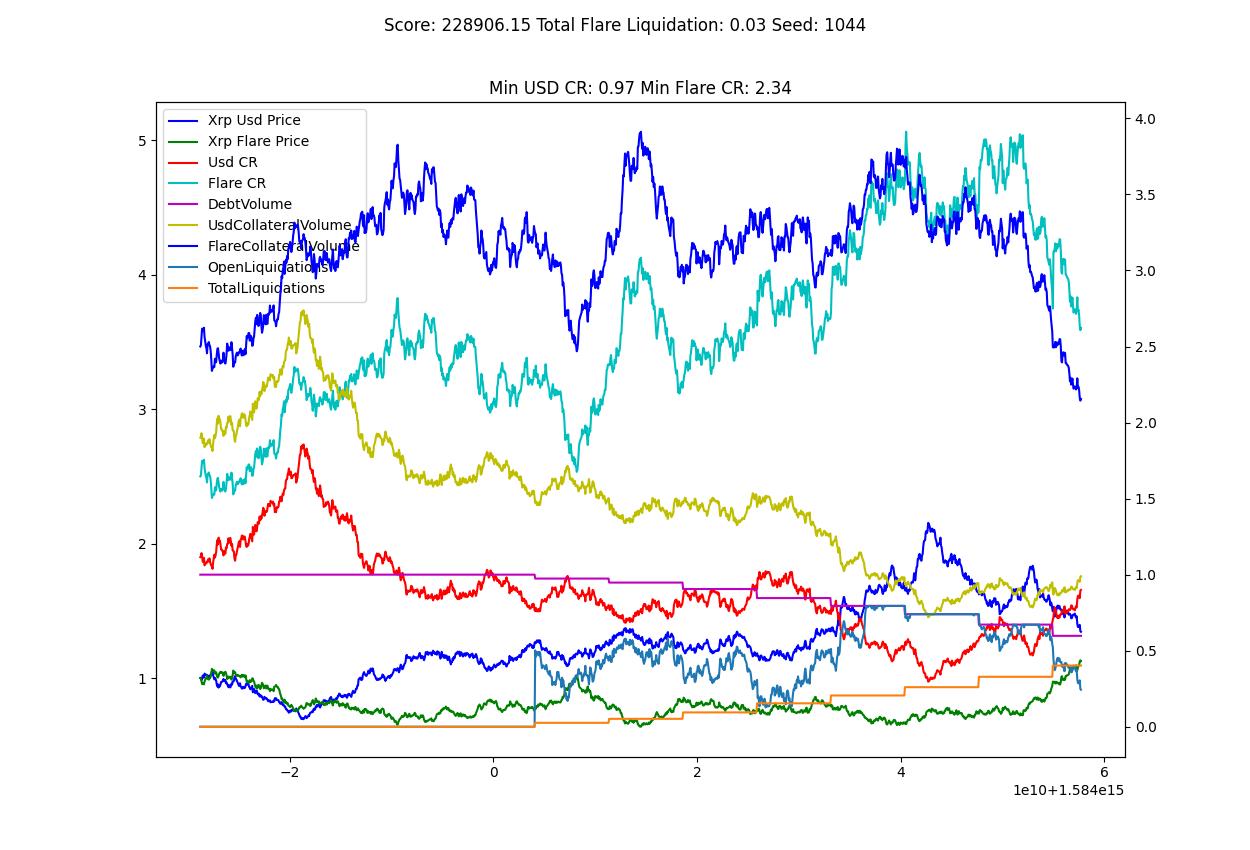 Score: 228906.15 Total Flare Liquidation: 0.03 Seed: 1044
Min USD CR: 0.97 Min Flare CR: 2.34
Xrp Usd Price
Xrp Flare Price
Usd CR
Flare CR
DebtVolume
UsdCollateralVolume
FlareCollateralVolume
OpenLiquidations
TotalLiquidations
5
4
3
2
1
4.0
3.5
3.0
2.5
2.0
1.5
1.0
0.5
0.0
−2
0
2
4
6
1e10+1.584e15